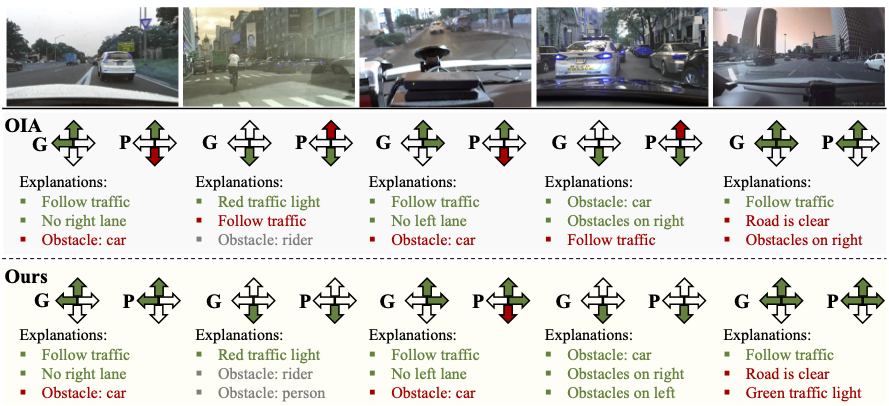 OIA
G P G P G P G P G P
Explanations: Explanations: Explanations: Explanations: Explanations:
Follow traffic Red traffic light Follow traffic Obstacle: car Follow traffic
No right lane Follow traffic No left lane Obstacles on right Road is clear
Obstacle: car Obstacle: rider Obstacle: car Follow traffic Obstacles on right
Ours
G P G P G P G P G P
Explanations: Explanations: Explanations: Explanations: Explanations:
Follow traffic Red traffic light Follow traffic Obstacle: car Follow traffic
No right lane Obstacle: rider No left lane Obstacles on right Road is clear
Obstacle: car Obstacle: person Obstacle: car Obstacles on left Green traffic light